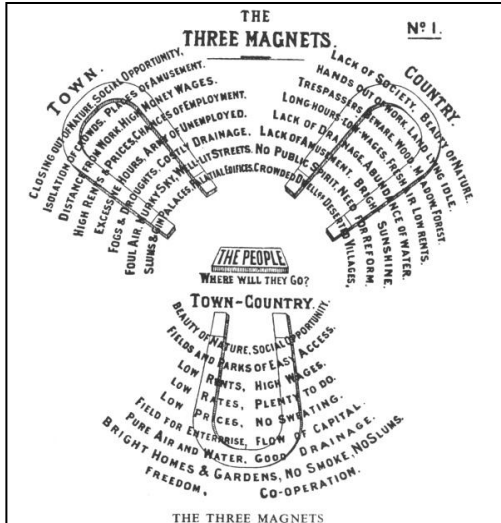 THE
THREE MAGNETS.
Nº 1.
TOWN.
CLOSING OUT OF NATURE. SOCIAL OPPORTUNITY.
ISOLATION OF CROWDS. PLACES OF AMUSEMENT.
DISTANCE FROM WORK. HIGH MONEY WAGES.
HIGH RENTS & PRICES. CHANCES OF EMPLOYMENT.
EXCESSIVE HOURS. ARMY OF UNEMPLOYED.
FOGS & DROUGHTS. COSTLY DRAINAGE.
FOUL AIR. MURKY SKY. WELL-LIT STREETS.
SLUMS & GIN PALACES. PALATIAL EDIFICES.
COUNTRY.
LACK OF SOCIETY. BEAUTY OF NATURE.
HANDS OUT OF WORK. LAND LYING IDLE.
TRESPASSERS BEWARE. WOOD, MEADOW, FOREST.
LONG HOURS. LOW WAGES. FRESH AIR. LOW RENTS.
LACK OF DRAINAGE. ABUNDANCE OF WATER.
LACK OF AMUSEMENT. BRIGHT SUNSHINE.
NO PUBLIC SPIRIT. NEED FOR REFORM.
CROWDED DWELLGS DESERTED VILLAGES,
THE PEOPLE
WHERE WILL THEY GO?
TOWN-COUNTRY.
BEAUTY OF NATURE. SOCIAL OPPORTUNITY.
FIELDS AND PARKS OF EASY ACCESS.
LOW RENTS, HIGH WAGES.
LOW RATES, PLENTY TO DO.
LOW PRICES, NO SWEATING.
FIELD FOR ENTERPRISE, FLOW OF CAPITAL.
PURE AIR AND WATER, GOOD DRAINAGE.
BRIGHT HOMES & GARDENS, NO SMOKE, NO SLUMS.
FREEDOM, CO-OPERATION.
THE THREE MAGNETS